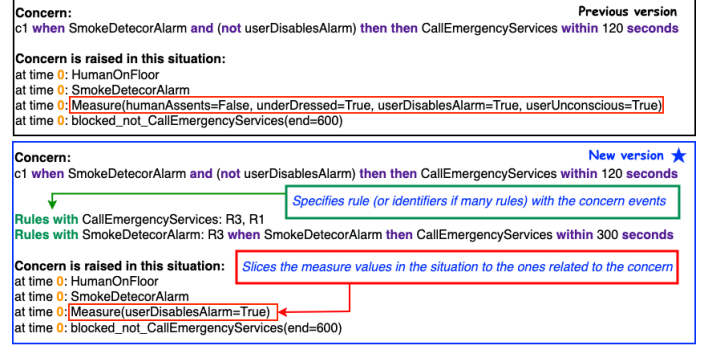 Concern:
Previous version
c1 when SmokeDetecorAlarm and (not userDisablesAlarm) then then CallEmergencyServices within 120 seconds
Concern is raised in this situation:
at time 0: HumanOnFloor
at time 0: SmokeDetecorAlarm
at time 0: Measure(humanAssents=False, underDressed=True, userDisablesAlarm=True, userUnconscious=True)
at time 0: blocked_not_CallEmergencyServices(end=600)
Concern:
New version ★
c1 when SmokeDetecorAlarm and (not userDisablesAlarm) then then CallEmergencyServices within 120 seconds
Specifies rule (or identifiers if many rules) with the concern events
Rules with CallEmergencyServices: R3, R1
Rules with SmokeDetecorAlarm: R3 when SmokeDetecorAlarm then CallEmergencyServices within 300 seconds
Concern is raised in this situation:
Slices the measure values in the situation to the ones related to the concern
at time 0: HumanOnFloor
at time 0: SmokeDetecorAlarm
at time 0: Measure(userDisablesAlarm=True)
at time 0: blocked_not_CallEmergencyServices(end=600)